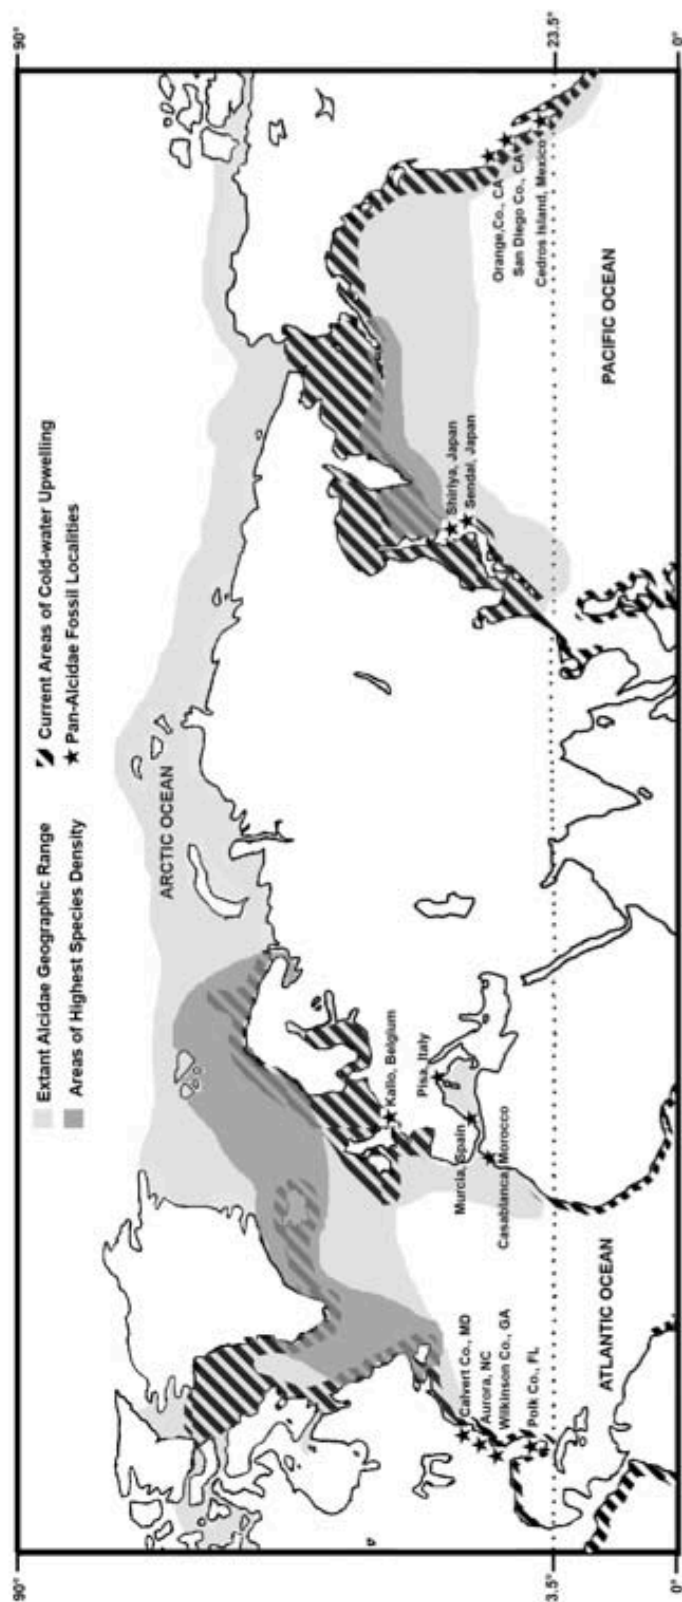 90°
90°
Extant Alcidae Geographic Range
Areas of Highest Species Density
Current Areas of Cold-water Upwelling
Pan-Alcidae Fossil Localities
ARCTIC OCEAN
Kallo, Belgium
Pisa, Italy
Murcia, Spain
Casablanca, Morocco
Calvert Co., MD
Aurora, NC
Wilkinson Co., GA
Polk Co., FL
ATLANTIC OCEAN
Shiriya, Japan
Sendai, Japan
Orange,Co., CA
San Diego Co., CA
Cedros Island, Mexico
PACIFIC OCEAN
3.5°
23.5°
0°
0°